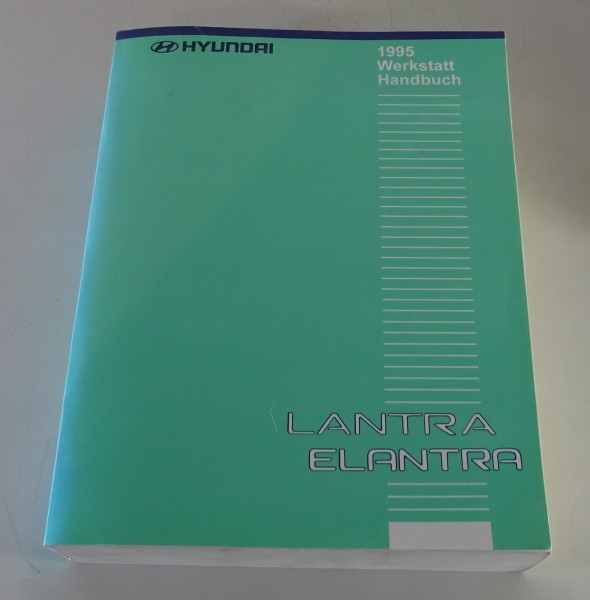 HYUNDAI
1995
Werkstatt
Handbuch
LANTRA
ELANTRA